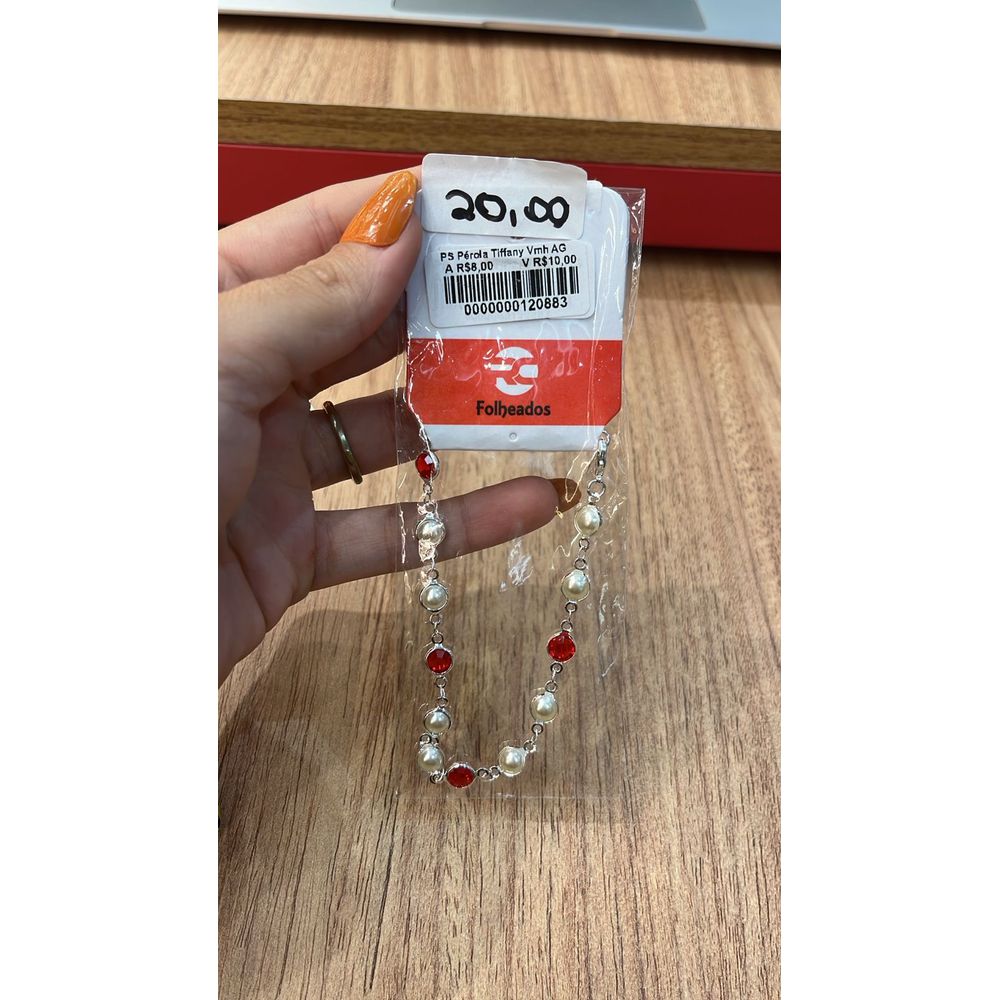 20,00
PS Pérola Tiffany Vmh AG
A R$8,00 V R$10,00
0000000120883
Folheados